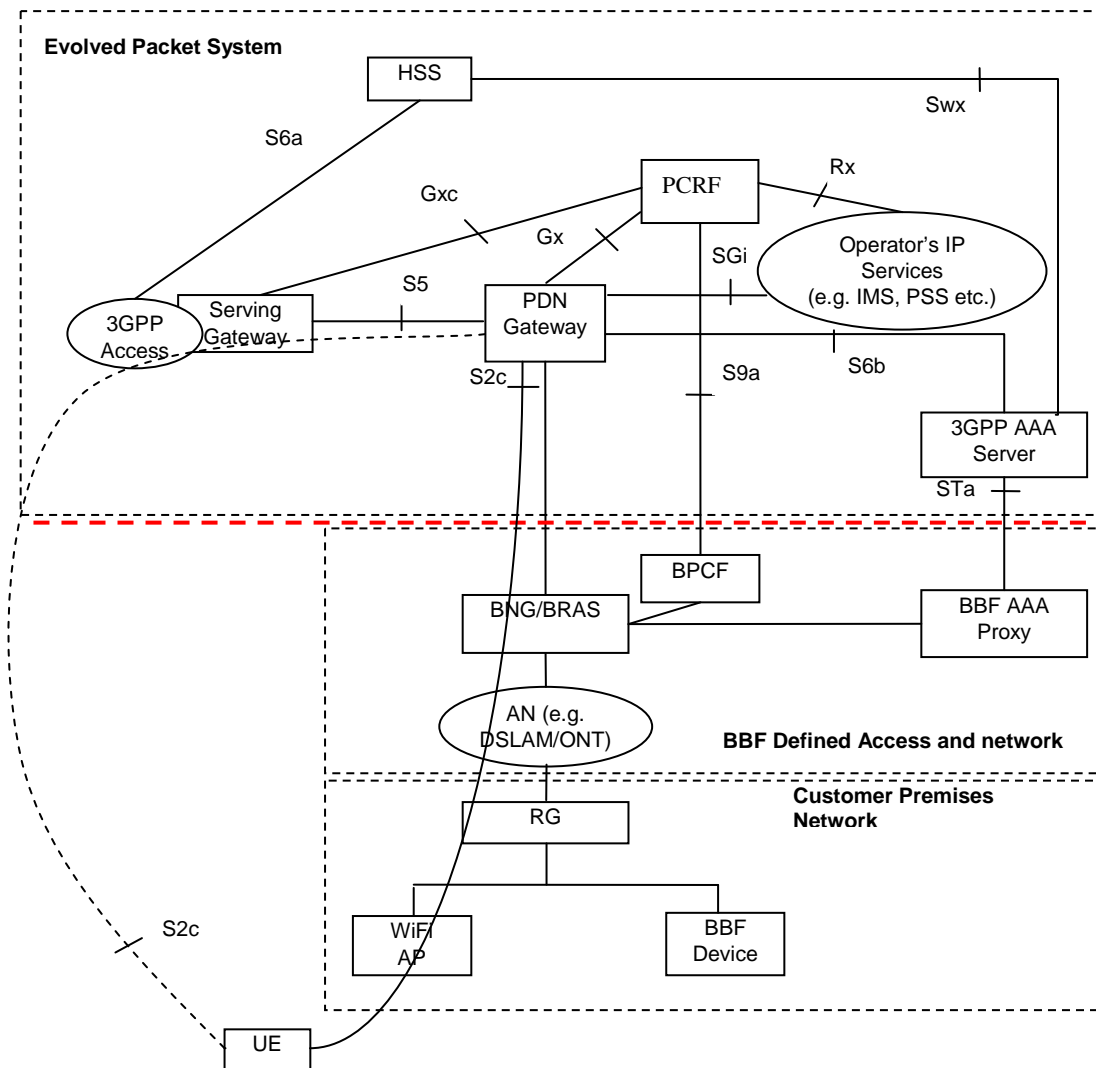 Evolved Packet System
HSS
Swx
S6a
Rx
PCRF
Gxc
Gx
SGi
Operator's IP
Services
(e.g. IMS, PSS etc.)
S5
PDN
Gateway
Serving
Gateway
3GPP
Access
S2c
S9a
S6b
3GPP AAA
Server
STa
BPCF
BNG/BRAS
BBF AAA
Proxy
AN (e.g.
DSLAM/ONT)
BBF Defined Access and network
Customer Premises
Network
RG
WiFi
AP
BBF
Device
S2c
UE